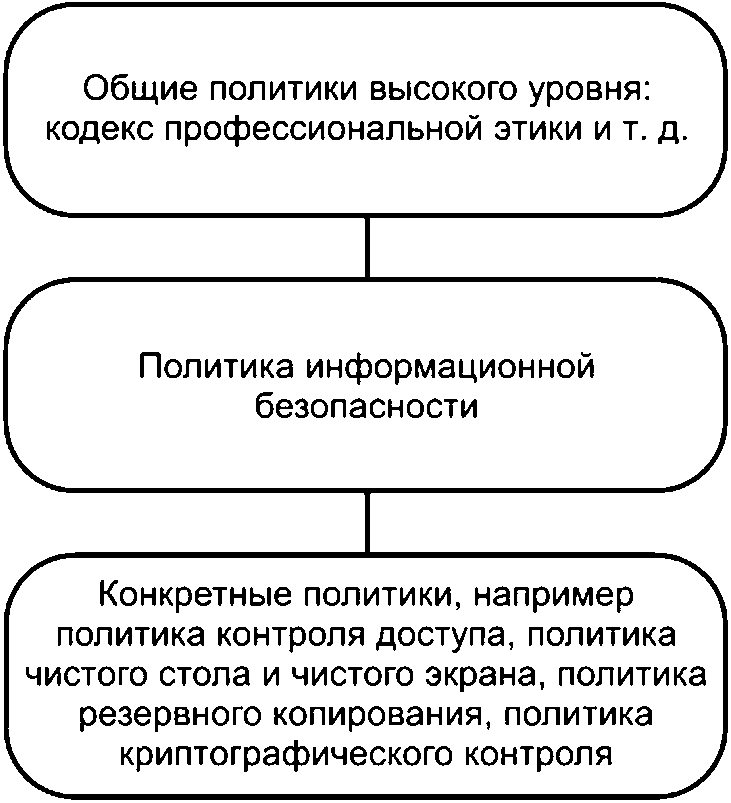 Общие политики высокого уровня:
кодекс профессиональной этики и т. д.
Политика информационной
безопасности
Конкретные политики, например
политика контроля доступа, политика
чистого стола и чистого экрана, политика
резервного копирования, политика
криптографического контроля